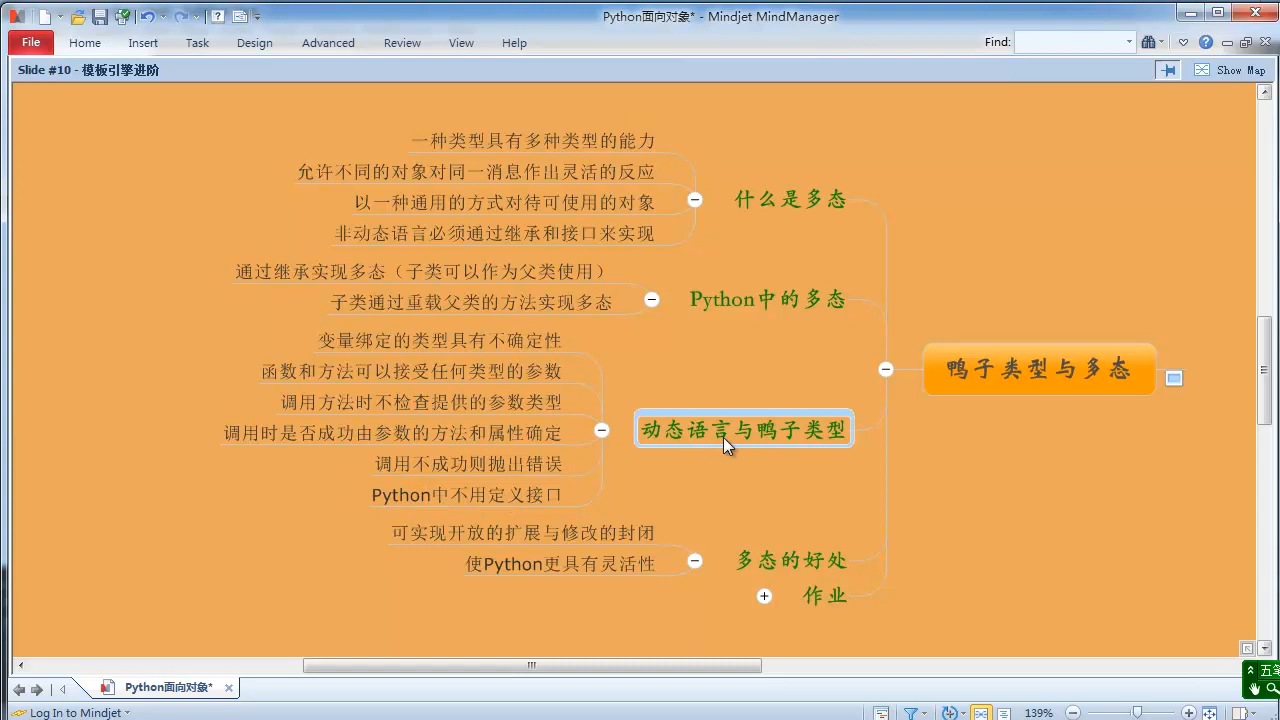 Python面向对象* - Mindjet MindManager
File Home Insert Task Design Advanced Review View Help Find:
Slide #10 - 模板引擎进阶 Show Map
一种类型具有多种类型的能力
允许不同的对象对同一消息作出灵活的反应
以一种通用的方式对待可使用的对象
非动态语言必须通过继承和接口来实现
什么是多态
通过继承实现多态（子类可以作为父类使用）
子类通过重载父类的方法实现多态
Python中的多态
变量绑定的类型具有不确定性
函数和方法可以接受任何类型的参数
调用方法时不检查提供的参数类型
调用时是否成功由参数的方法和属性确定
调用不成功则抛出错误
Python中不用定义接口
动态语言与鸭子类型
鸭子类型与多态
可实现开放的扩展与修改的封闭
使Python更具有灵活性
多态的好处
作业
五笔
Python面向对象*
Log In to Mindjet 139%